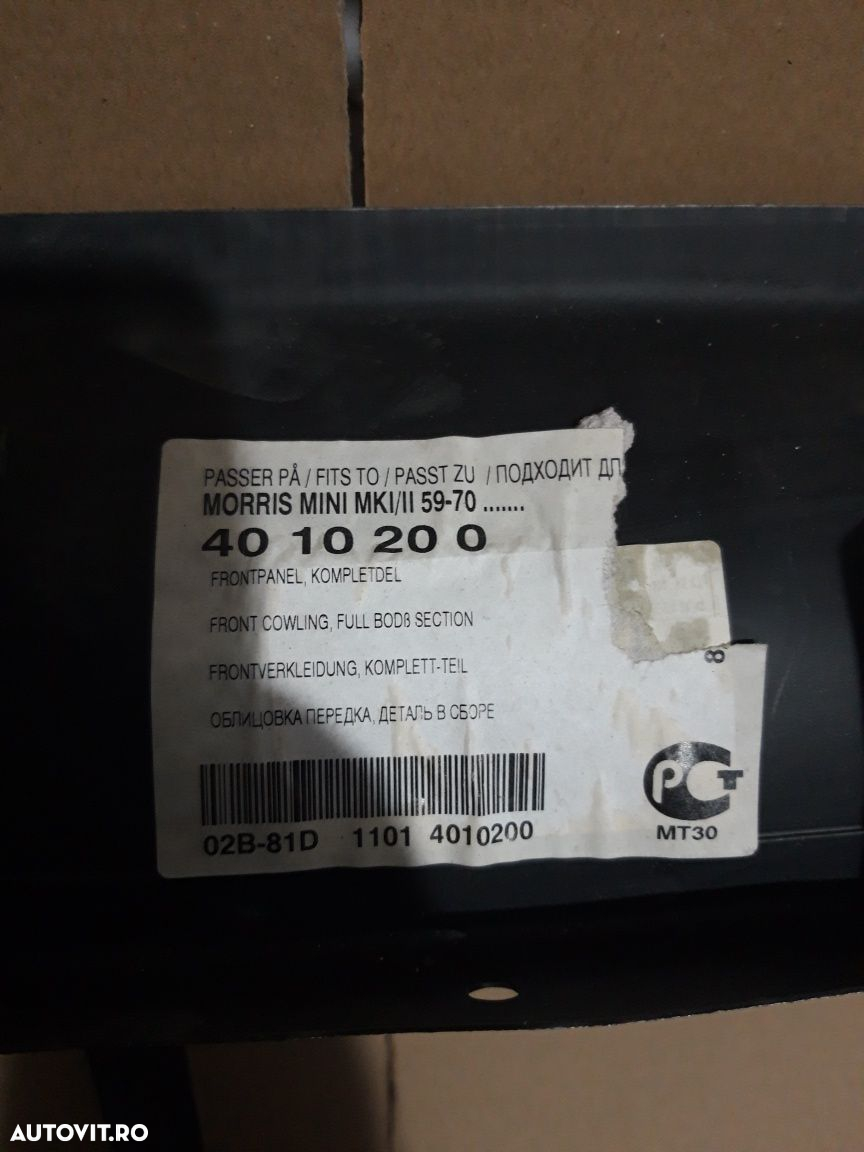 PASSER PÅ / FITS TO / PASST ZU / ПОДХОДИТ ДЛ
MORRIS MINI MKI/II 59-70 .......
40 10 20 0
FRONTPANEL, KOMPLETDEL
FRONT COWLING, FULL BODß SECTION
FRONTVERKLEIDUNG, KOMPLETT-TEIL
8
ОБЛИЦОВКА ПЕРЕДКА, ДЕТАЛЬ В СБОРЕ
РСТ
MT30
02B-81D 1101 4010200
AUTOVIT.RO